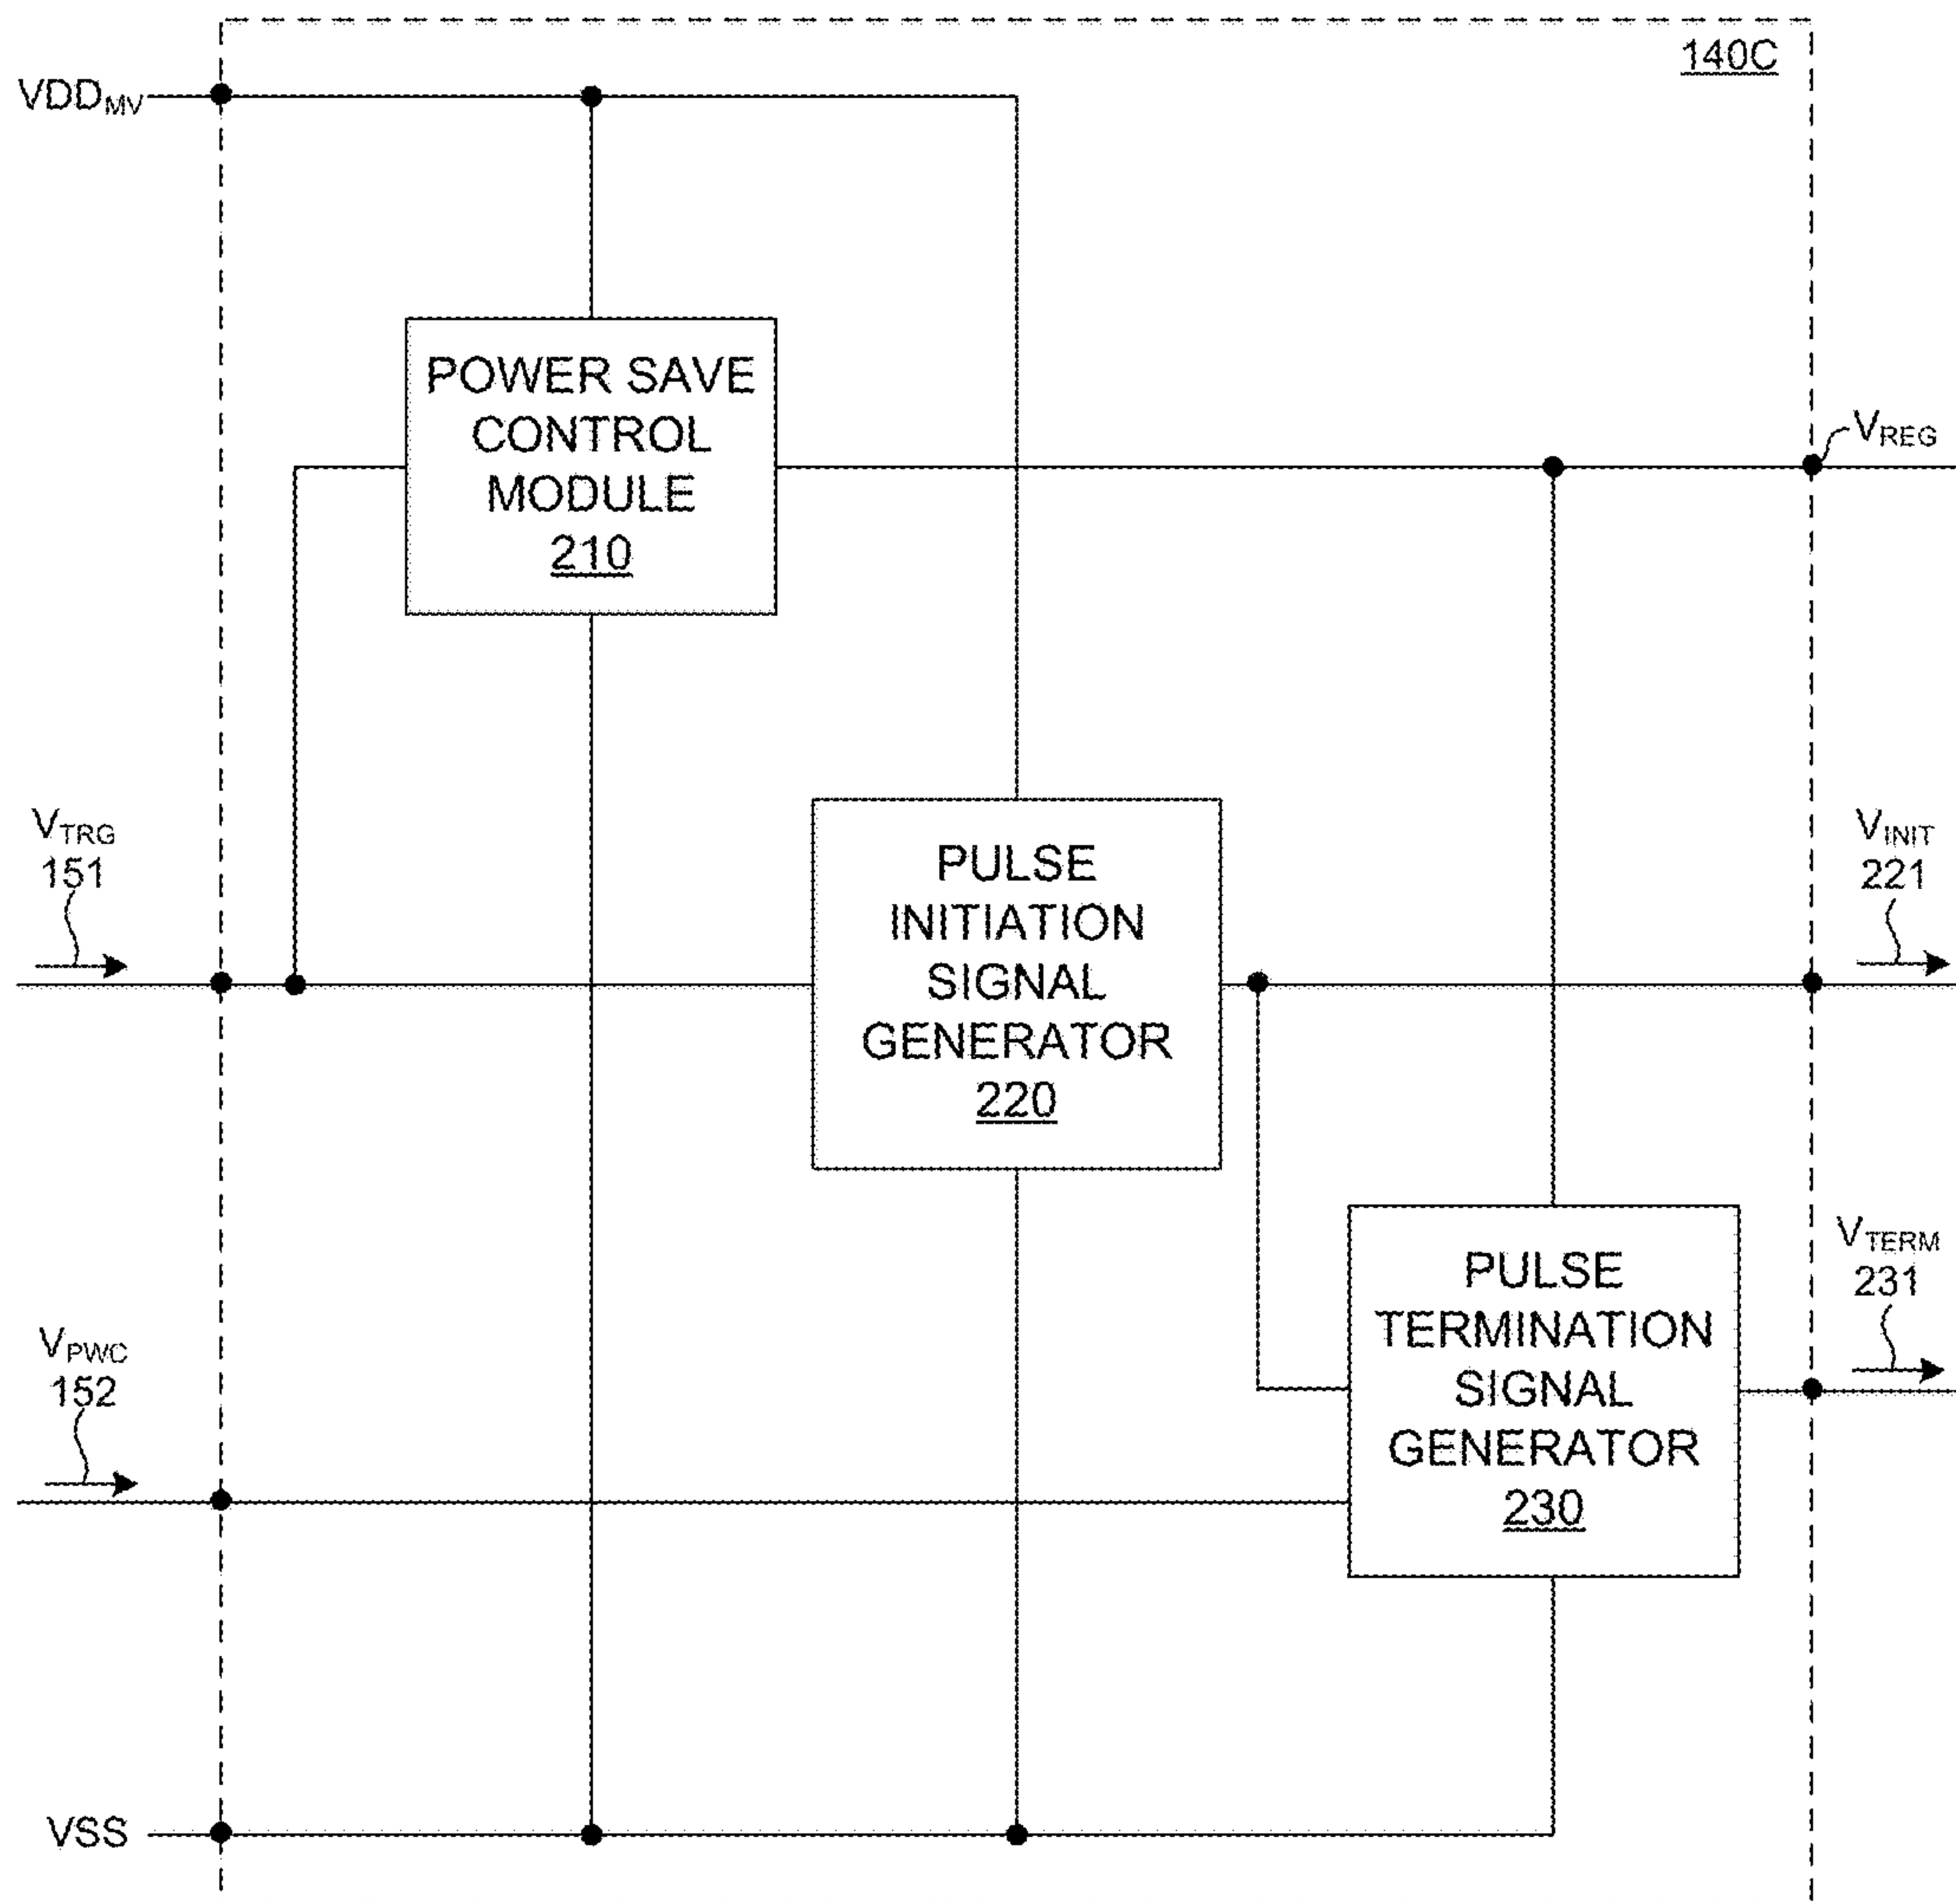 140C
VDDMV
POWER SAVE
CONTROL
MODULE
210
VREG
VTRG
151
PULSE
INITIATION
SIGNAL
GENERATOR
220
VINIT
221
VPWC
152
PULSE
TERMINATION
SIGNAL
GENERATOR
230
VTERM
231
VSS